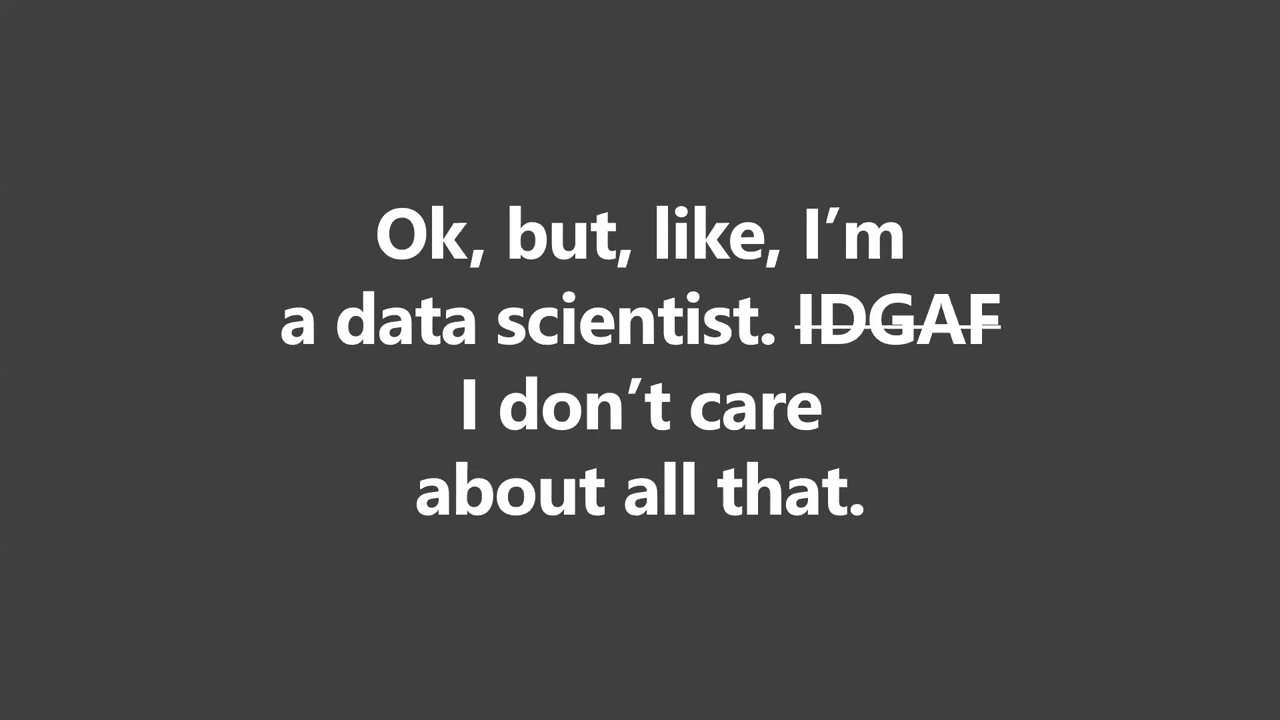 Ok, but, like, I’m
a data scientist. IDGAF
I don’t care
about all that.